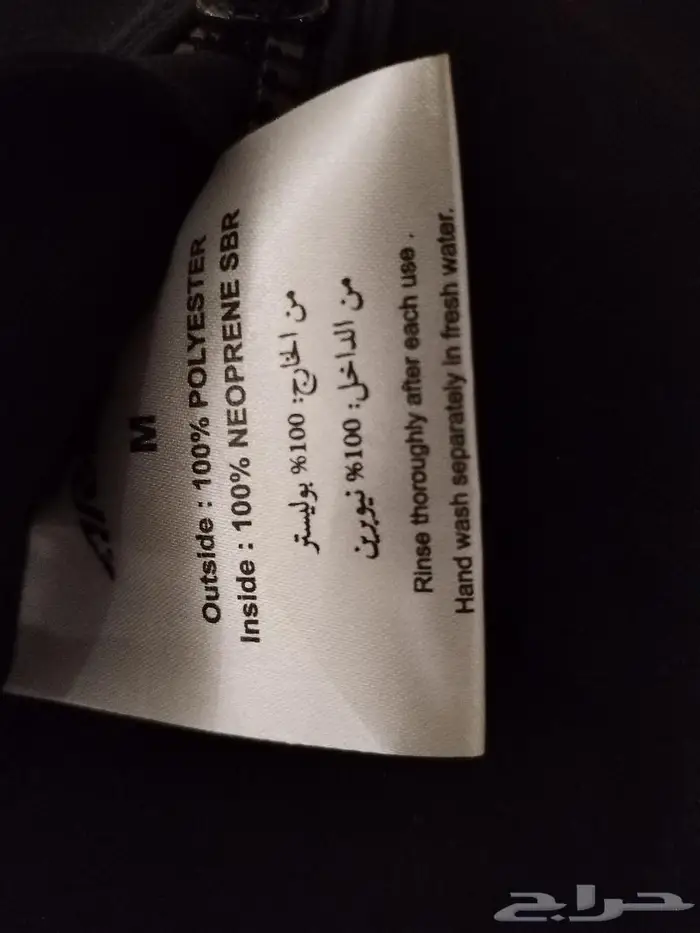 M
Outside : 100% POLYESTER
Inside : 100% NEOPRENE SBR
من الخارج: 100% بوليستر
من الداخل: 100% نيوبرين
Rinse thoroughly after each use .
Hand wash separately in fresh water.
حراج